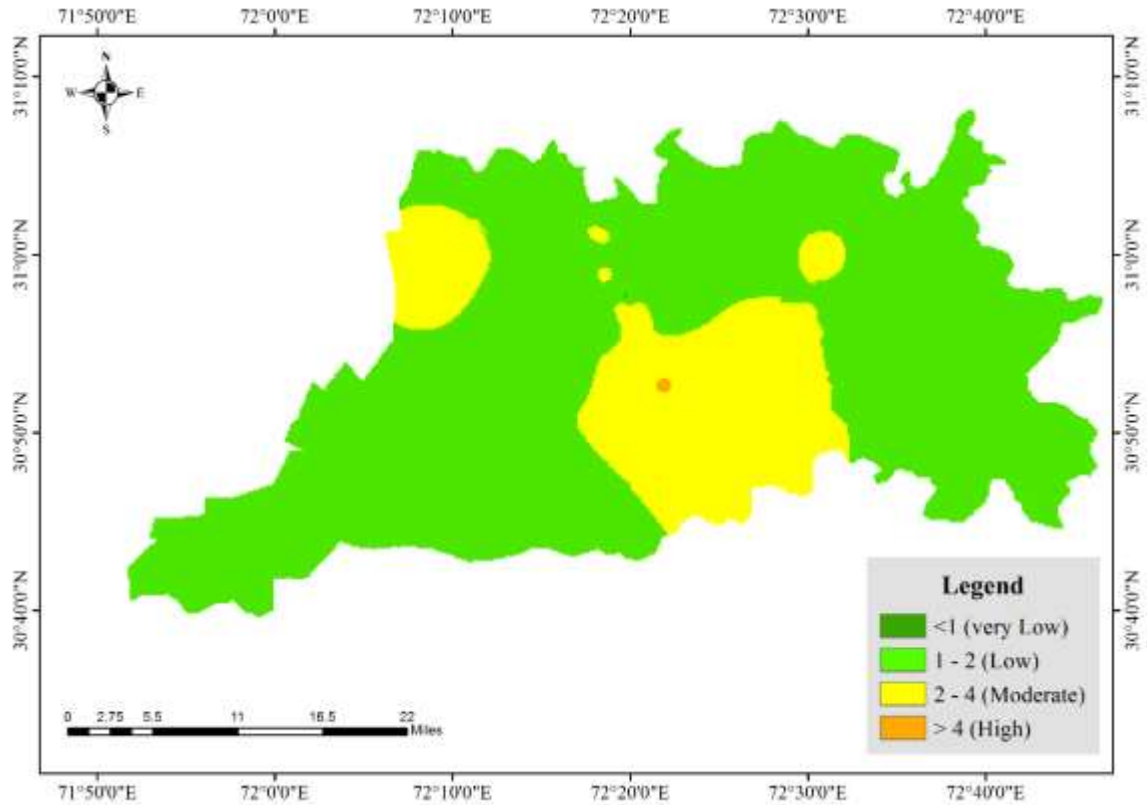 71°50'0"E 72°0'0"E 72°10'0"E 72°20'0"E 72°30'0"E 72°40'0"E
N
W E
S
31°10'0"N 31°10'0"N
31°0'0"N 31°0'0"N
30°50'0"N 30°50'0"N
30°40'0"N 30°40'0"N
Legend
<1 (very Low)
1 - 2 (Low)
2 - 4 (Moderate)
> 4 (High)
0 2.75 5.5 11 16.5 22
Miles
71°50'0"E 72°0'0"E 72°10'0"E 72°20'0"E 72°30'0"E 72°40'0"E